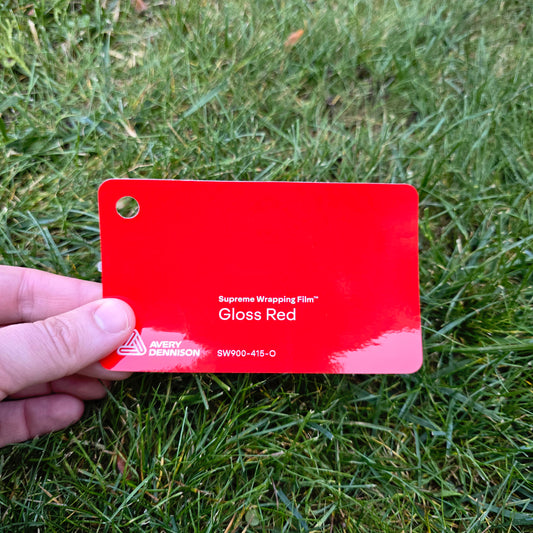 Supreme Wrapping Film™
Gloss Red
AVERY
DENNISON
SW900-415-O